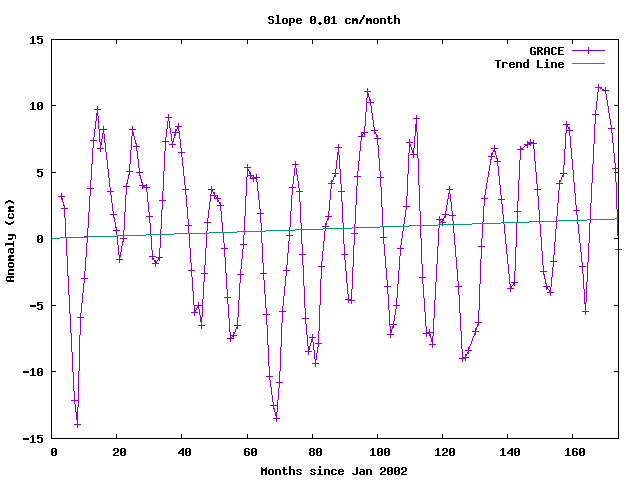 Slope 0.01 cm/month
GRACE
Trend Line
15
10
5
0
-5
-10
-15
Anomaly (cm)
0 20 40 60 80 100 120 140 160
Months since Jan 2002